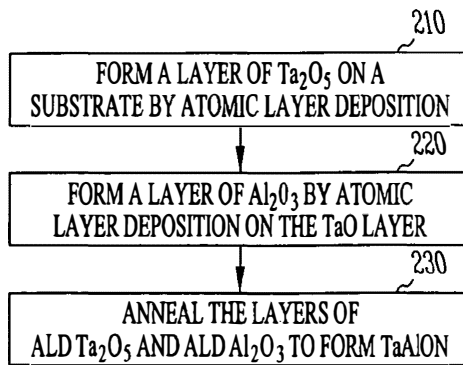 210
FORM A LAYER OF Ta₂O₅ ON A
SUBSTRATE BY ATOMIC LAYER DEPOSITION
220
FORM A LAYER OF Al₂O₃ BY ATOMIC
LAYER DEPOSITION ON THE TaO LAYER
230
ANNEAL THE LAYERS OF
ALD Ta₂O₅ AND ALD Al₂O₃ TO FORM TaAlON